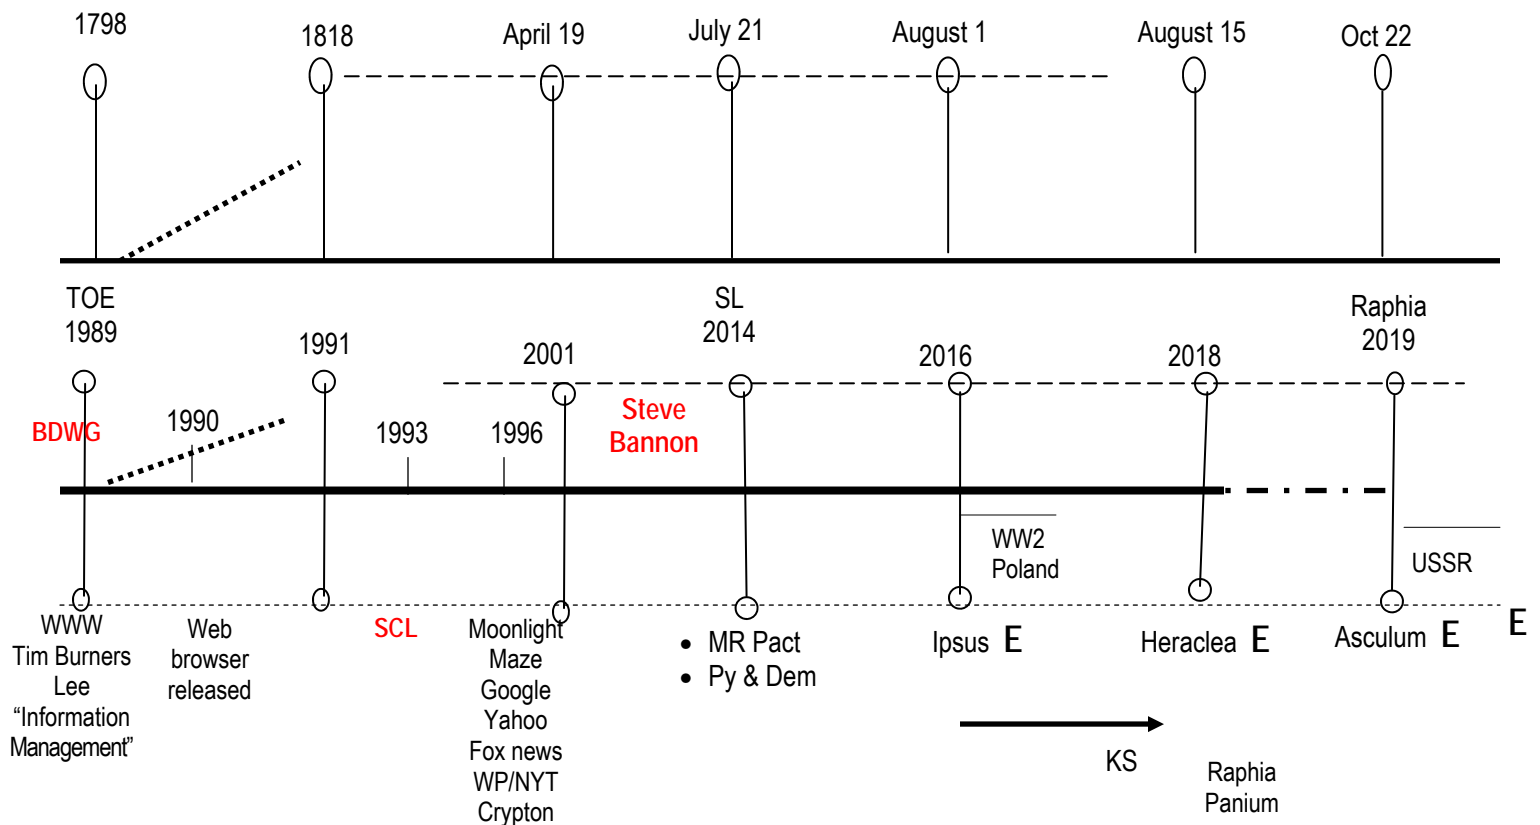 1798
1818
April 19
July 21
August 1
August 15
Oct 22
TOE
1989
1991
2001
SL
2014
2016
2018
Raphia
2019
BDWG
1990
1993
1996
Steve
Bannon
WW2
Poland
USSR
WWW
Tim Burners
Lee
“Information
Management”
Web
browser
released
SCL
Moonlight
Maze
Google
Yahoo
Fox news
WP/NYT
Crypton
• MR Pact
• Py & Dem
Ipsus E
Heraclea E
Asculum E
E
KS
Raphia
Panium